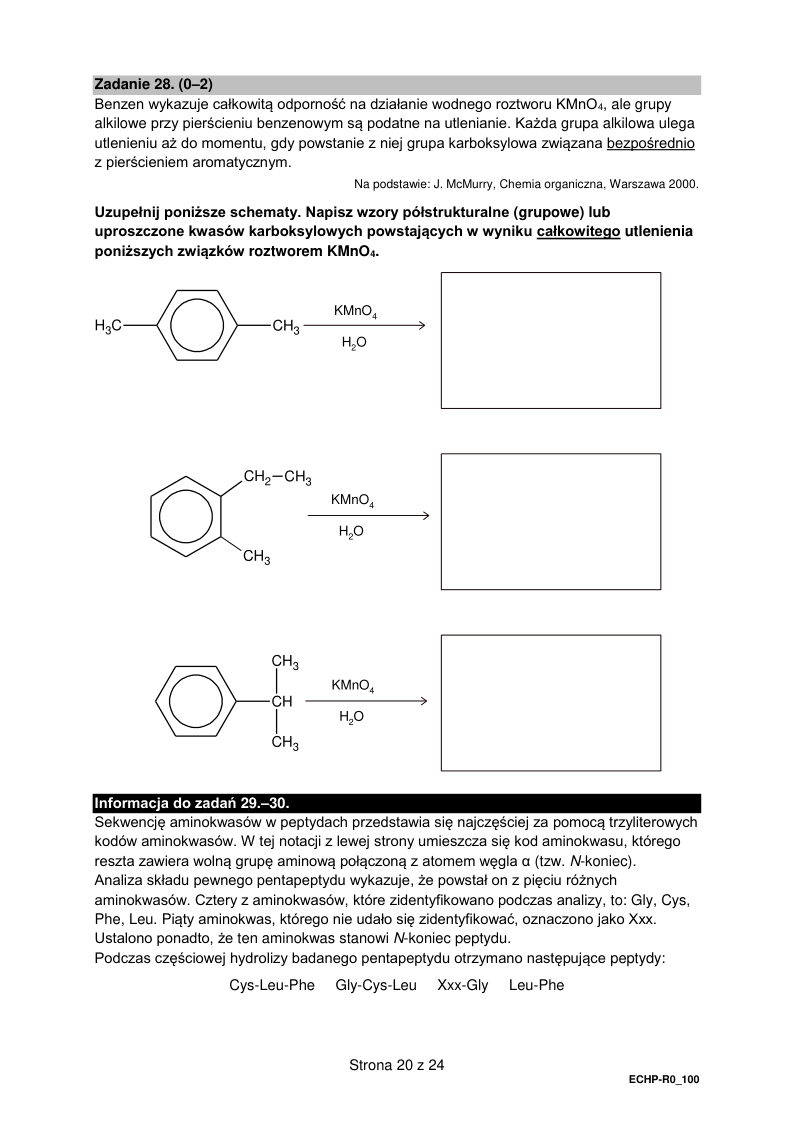 Zadanie 28. (0–2)
Benzen wykazuje całkowitą odporność na działanie wodnego roztworu KMnO₄, ale grupy
alkilowe przy pierścieniu benzenowym są podatne na utlenianie. Każda grupa alkilowa ulega
utlenieniu aż do momentu, gdy powstanie z niej grupa karboksylowa związana bezpośrednio
z pierścieniem aromatycznym.
Na podstawie: J. McMurry, Chemia organiczna, Warszawa 2000.
Uzupełnij poniższe schematy. Napisz wzory półstrukturalne (grupowe) lub
uproszczone kwasów karboksylowych powstających w wyniku całkowitego utlenienia
poniższych związków roztworem KMnO₄.
KMnO₄
H₃C CH₃
H₂O
CH₂–CH₃
KMnO₄
H₂O
CH₃
CH₃
KMnO₄
CH
H₂O
CH₃
Informacja do zadań 29.–30.
Sekwencję aminokwasów w peptydach przedstawia się najczęściej za pomocą trzyliterowych
kodów aminokwasów. W tej notacji z lewej strony umieszcza się kod aminokwasu, którego
reszta zawiera wolną grupę aminową połączoną z atomem węgla α (tzw. N-koniec).
Analiza składu pewnego pentapeptydu wykazuje, że powstał on z pięciu różnych
aminokwasów. Cztery z aminokwasów, które zidentyfikowano podczas analizy, to: Gly, Cys,
Phe, Leu. Piąty aminokwas, którego nie udało się zidentyfikować, oznaczono jako Xxx.
Ustalono ponadto, że ten aminokwas stanowi N-koniec peptydu.
Podczas częściowej hydrolizy badanego pentapeptydu otrzymano następujące peptydy:
Cys-Leu-Phe Gly-Cys-Leu Xxx-Gly Leu-Phe
Strona 20 z 24
ECHP-R0_100